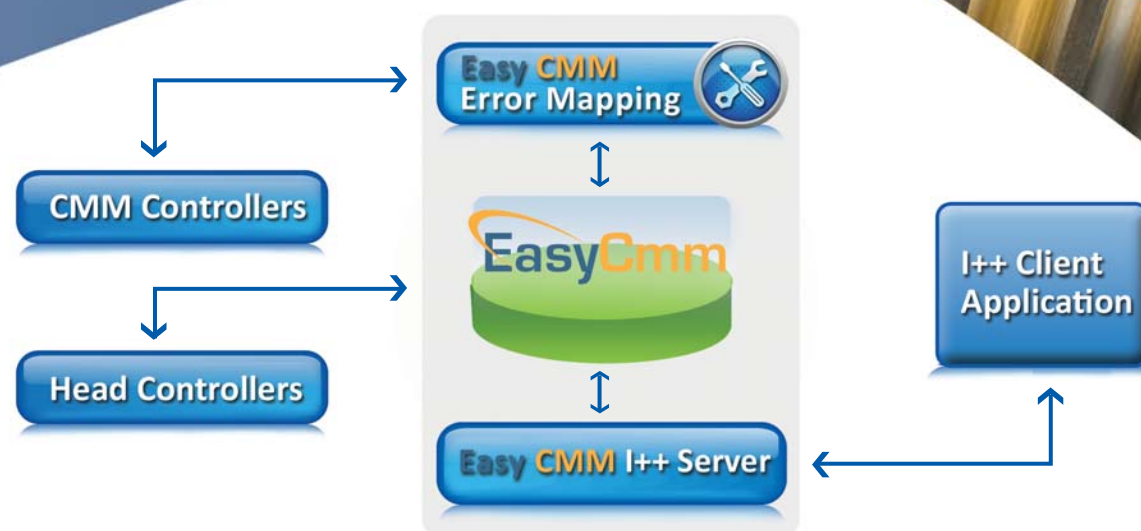 Easy CMM
Error Mapping
CMM Controllers
EasyCmm
I++ Client
Application
Head Controllers
Easy CMM I++ Server